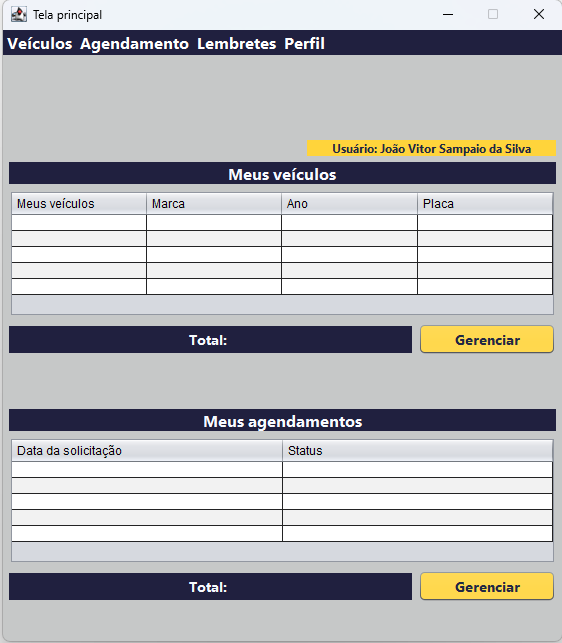 Tela principal
Veículos Agendamento Lembretes Perfil
Usuário: João Vitor Sampaio da Silva
Meus veículos
Meus veículos Marca Ano Placa
Total: Gerenciar
Meus agendamentos
Data da solicitação Status
Total: Gerenciar